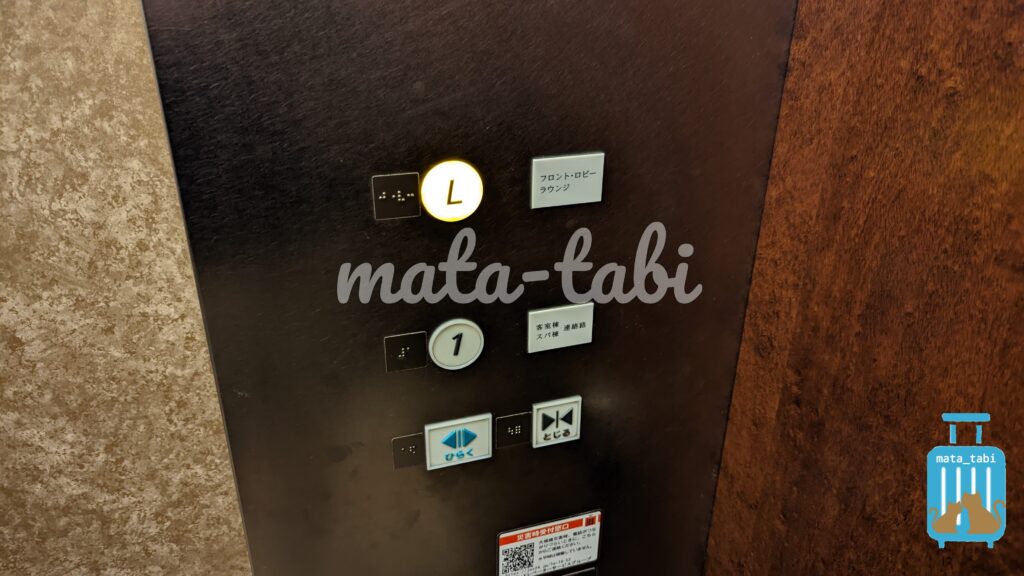 L
フロント・ロビー
ラウンジ
mata-tabi
1
客室棟 連絡路
スパ棟
ひらく
とじる
mata_tabi
災害時受付窓口